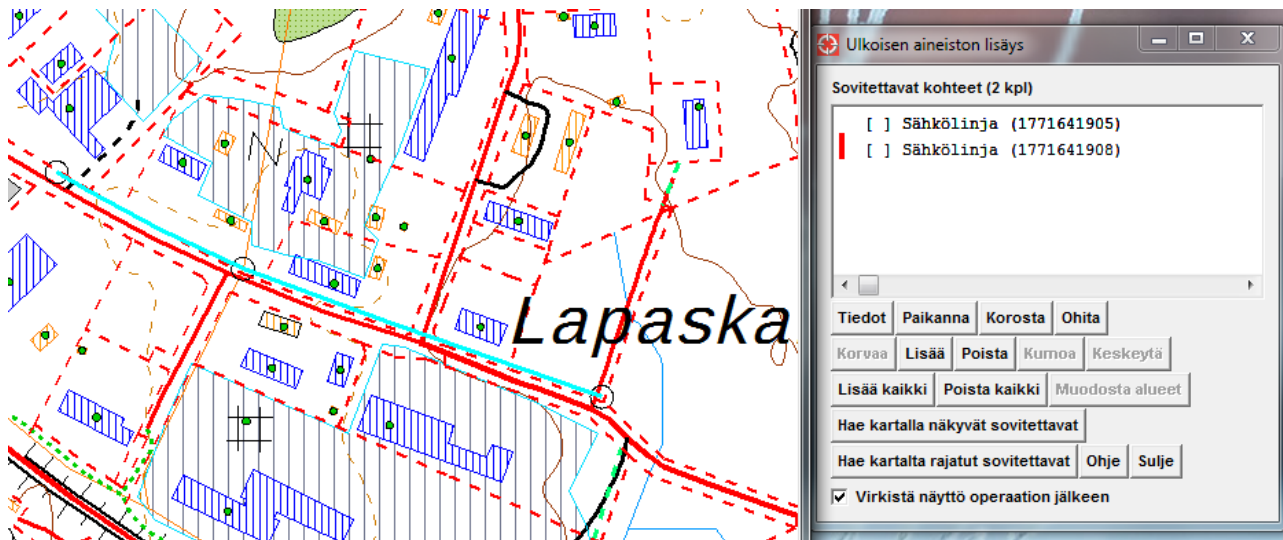 Lapaska
Ulkoisen aineiston lisäys
Sovitettavat kohteet (2 kpl)
[ ] Sähkölinja (1771641905)
[ ] Sähkölinja (1771641908)
Tiedot Paikanna Korosta Ohita
Korvaa Lisää Poista Kumoa Keskeytä
Lisää kaikki Poista kaikki Muodosta alueet
Hae kartalla näkyvät sovitettavat
Hae kartalta rajatut sovitettavat Ohje Sulje
Virkistä näyttö operaation jälkeen